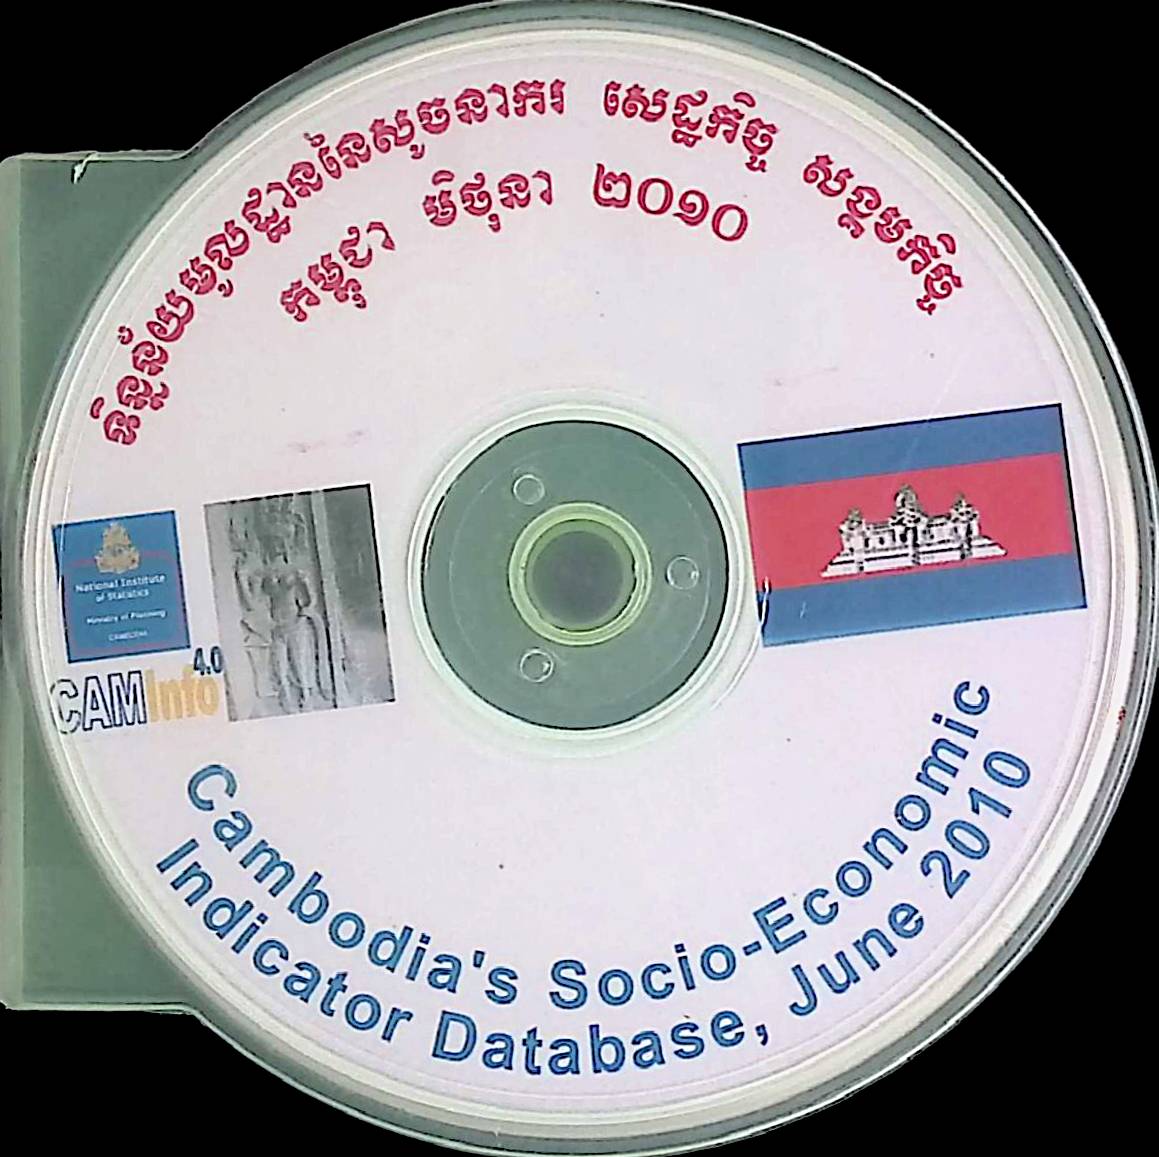 ទិន្នន័យមូលដ្ឋាននៃសូចនាករ សេដ្ឋកិច្ច សង្គមកិច្ច
កម្ពុជា មិថុនា ២០១០
National Institute
of Statistics
Ministry of Planning
CAMBODIA
CAMInfo 4.0
Cambodia's Socio-Economic
Indicator Database, June 2010